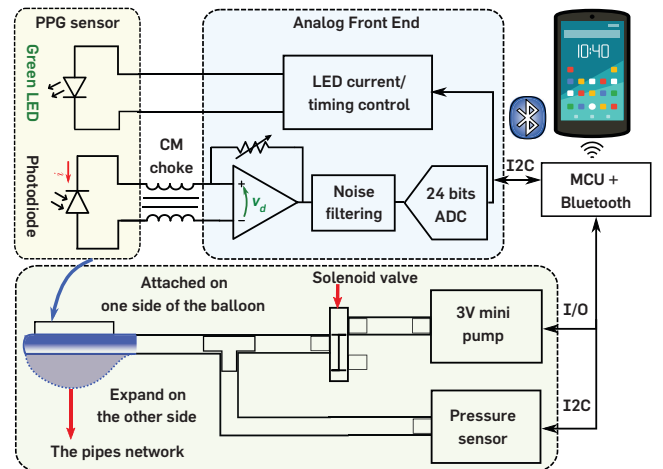 PPG sensor
Analog Front End
Green LED
LED current/
timing control
10:40
CM
choke
I2C
MCU +
Bluetooth
Photodiode
+
−
v_d
Noise
filtering
24 bits
ADC
Attached on
one side of the balloon
Solenoid valve
3V mini
pump
I/O
Expand on
the other side
I2C
Pressure
sensor
The pipes network